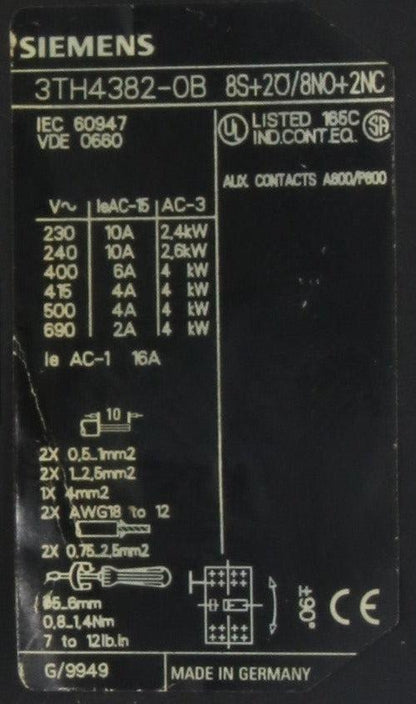 SIEMENS
3TH4382-0B 8S+2Ö/8NO+2NC
IEC 60947
VDE 0660
UL LISTED 165C SA
IND.CONT.EQ.
AUX. CONTACTS A600/P600
V~ IeAC-15 AC-3
230 10A 2,4kW
240 10A 2,6kW
400 6A 4 kW
415 4A 4 kW
500 4A 4 kW
690 2A 4 kW
Ie AC-1 16A
10
2X 0,5...1mm2
2X 1...2,5mm2
1X 4mm2
2X AWG18 to 12
2X 0,75...2,5mm2
Ø5-6mm
0,8...1,4Nm
7 to 12lb.in
±90°
CE
G/9949
MADE IN GERMANY